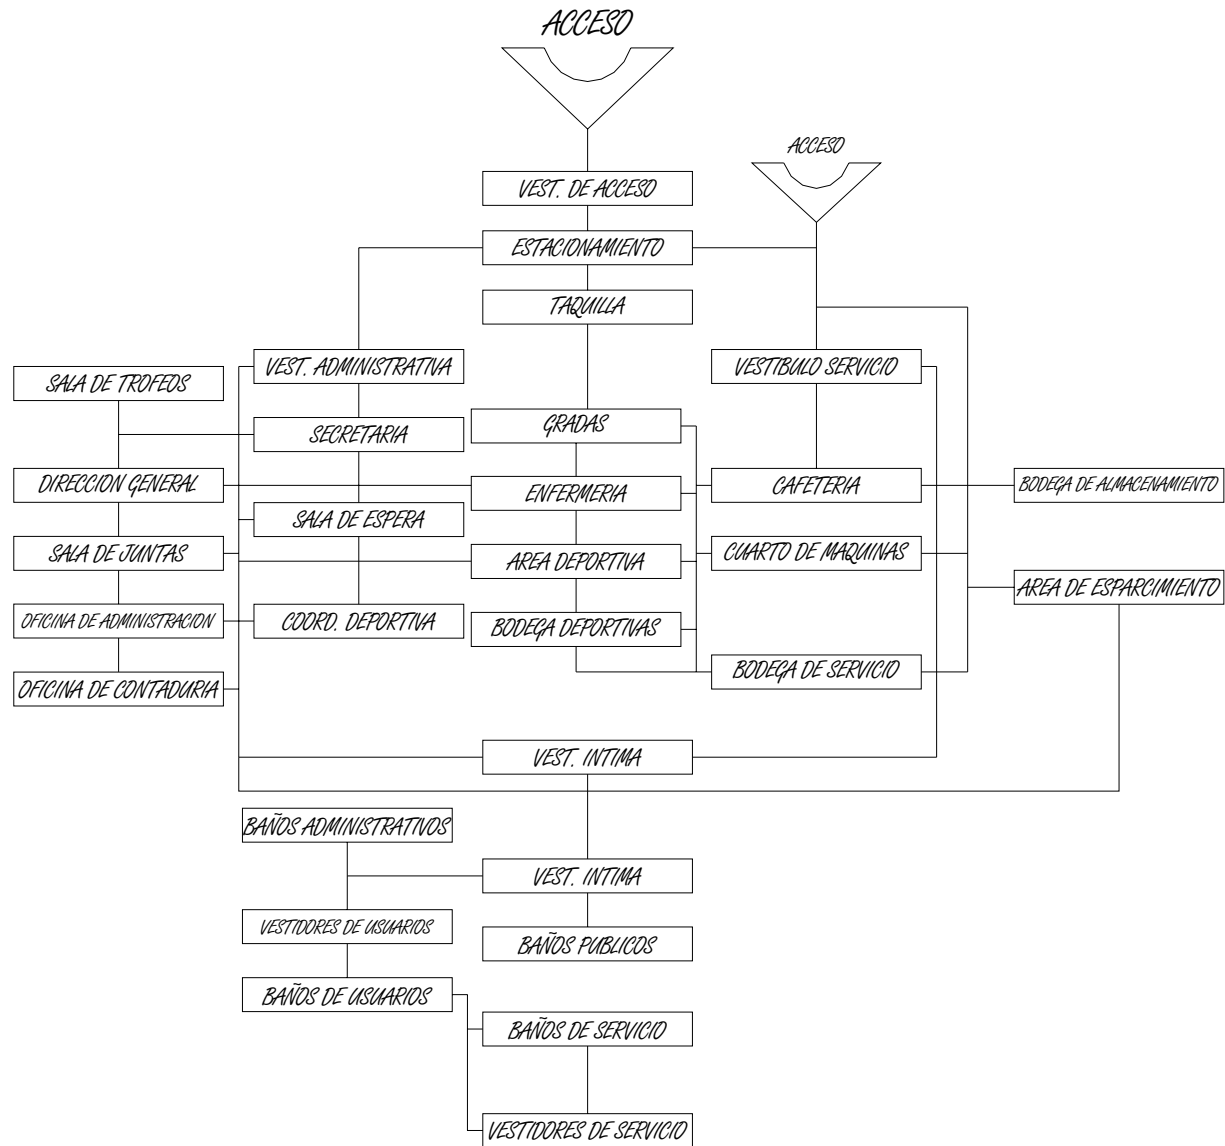 ACCESO
ACCESO
VEST. DE ACCESO
ESTACIONAMIENTO
TAQUILLA
VEST. ADMINISTRATIVA
VESTIBULO SERVICIO
SALA DE TROFEOS
SECRETARIA
GRADAS
DIRECCION GENERAL
ENFERMERIA
CAFETERIA
BODEGA DE ALMACENAMIENTO
SALA DE ESPERA
SALA DE JUNTAS
AREA DEPORTIVA
CUARTO DE MAQUINAS
AREA DE ESPARCIMIENTO
OFICINA DE ADMINISTRACION
COORD. DEPORTIVA
BODEGA DEPORTIVAS
BODEGA DE SERVICIO
OFICINA DE CONTADURIA
VEST. INTIMA
BAÑOS ADMINISTRATIVOS
VEST. INTIMA
VESTIDORES DE USUARIOS
BAÑOS PUBLICOS
BAÑOS DE USUARIOS
BAÑOS DE SERVICIO
VESTIDORES DE SERVICIO